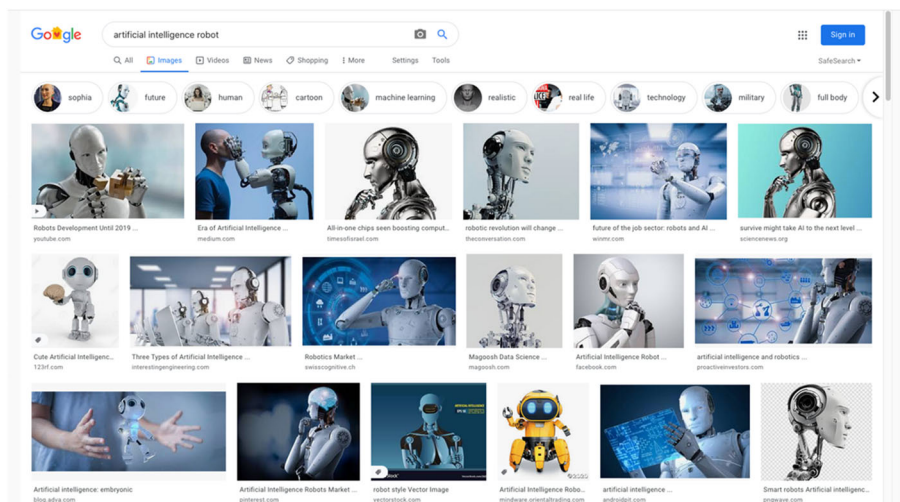 Google
artificial intelligence robot
Sign in
All Images Videos News Shopping More Settings Tools
SafeSearch
sophia future human cartoon machine learning realistic real life technology military full body
Robots Development Until 2019 ...
youtube.com
Era of Artificial Intelligence ...
medium.com
All-in-one chips seen boosting comput...
timesofisrael.com
robotic revolution will change ...
theconversation.com
future of the job sector: robots and AI ...
winmr.com
survive might take AI to the next level ...
sciencenews.org
Cute Artificial Intelligenc...
123rf.com
Three Types of Artificial Intelligence ...
interestingengineering.com
Robotics Market ...
swisscognitive.ch
Magoosh Data Science ...
magoosh.com
Artificial Intelligence Robot ...
facebook.com
artificial intelligence and robotics ...
proactiveinvestors.com
ARTIFICIAL INTELLIGENCE
Artificial intelligence: embryonic
blog.adva.com
Artificial Intelligence Robots Market ...
pinterest.com
robot style Vector Image
vectorstock.com
Artificial Intelligence Robo...
mindware.orientaltrading.com
artificial intelligence ...
androidpit.com
Smart robots Artificial intelligenc...
pngwave.com